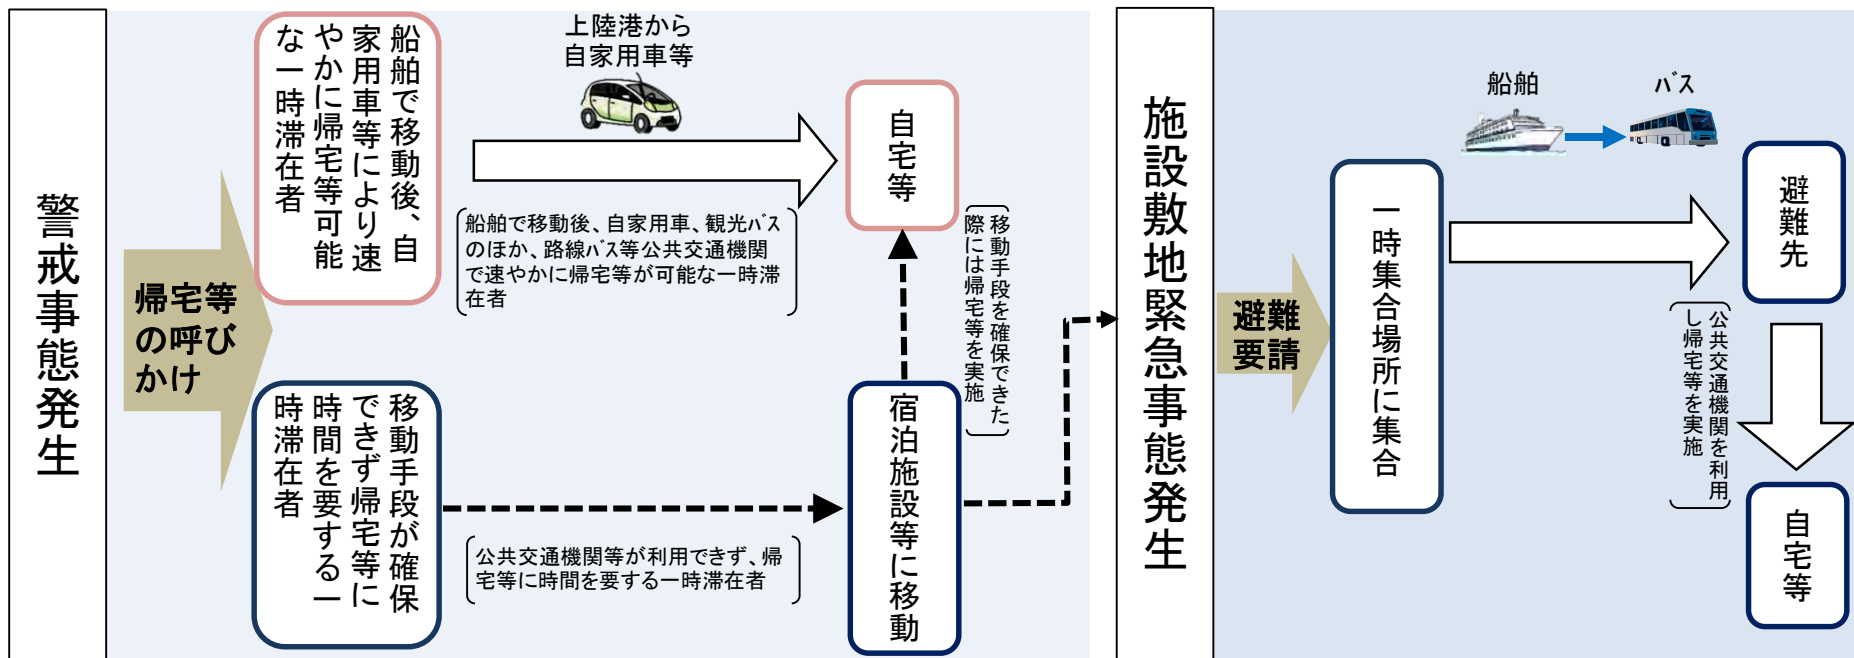 警戒事態発生
帰宅等
の呼び
かけ
船舶で移動後、自
家用車等により速
やかに帰宅等可能
な一時滞在者
上陸港から
自家用車等
船舶で移動後、自家用車、観光バス
のほか、路線バス等公共交通機関
で速やかに帰宅等が可能な一時滞
在者
自宅等
移動手段を確保できた
際には帰宅等を実施
移動手段が確保
できず帰宅等に
時間を要する一
時滞在者
公共交通機関等が利用できず、帰
宅等に時間を要する一時滞在者
宿泊施設等に移動
施設敷地緊急事態発生
避難
要請
一時集合場所に集合
船舶
バス
避難先
公共交通機関を利用
し帰宅等を実施
自宅等